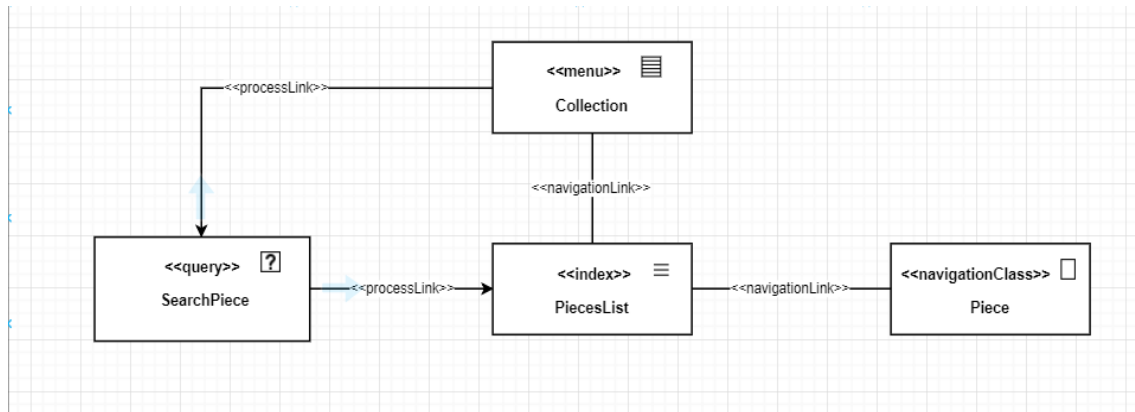 <<menu>>
Collection
<<processLink>>
<<navigationLink>>
<<query>> ?
SearchPiece
<<processLink>>
<<index>>
PiecesList
<<navigationLink>>
<<navigationClass>>
Piece